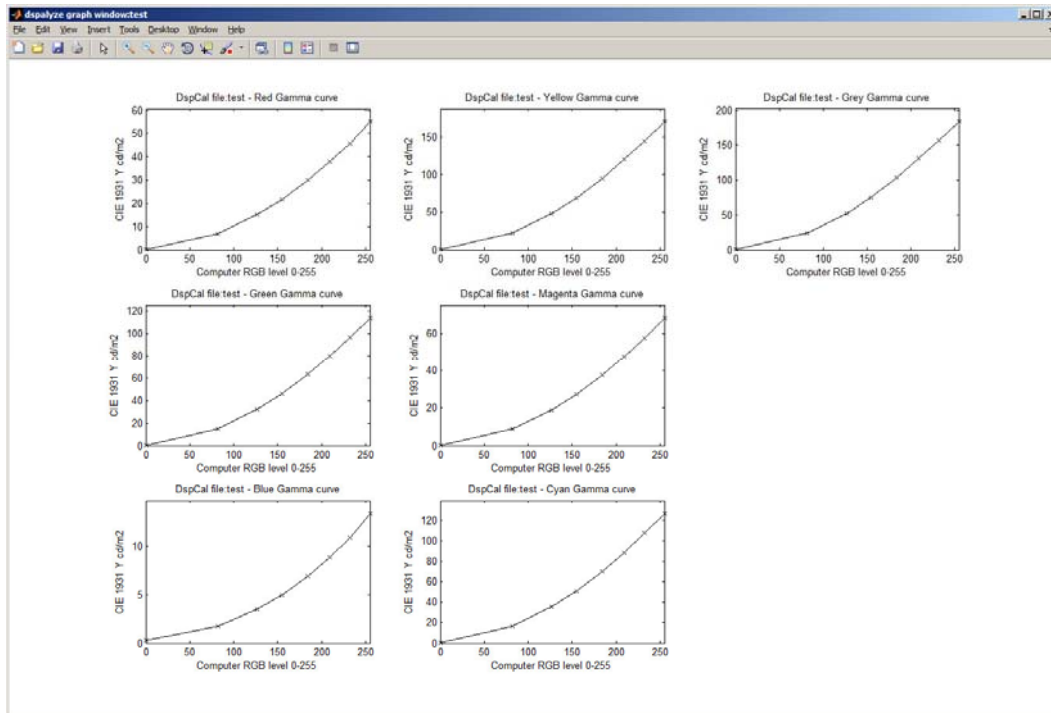 dspalyze graph window:test
File Edit View Insert Tools Desktop Window Help
DspCal file:test - Red Gamma curve
60
50
40
30
20
10
0
CIE 1931 Y cd/m2
0 50 100 150 200 250
Computer RGB level 0-255
DspCal file:test - Yellow Gamma curve
150
100
50
0
CIE 1931 Y cd/m2
0 50 100 150 200 250
Computer RGB level 0-255
DspCal file:test - Grey Gamma curve
200
150
100
50
0
CIE 1931 Y cd/m2
0 50 100 150 200 250
Computer RGB level 0-255
DspCal file:test - Green Gamma curve
120
100
80
60
40
20
0
CIE 1931 Y cd/m2
0 50 100 150 200 250
Computer RGB level 0-255
DspCal file:test - Magenta Gamma curve
60
40
20
0
CIE 1931 Y cd/m2
0 50 100 150 200 250
Computer RGB level 0-255
DspCal file:test - Blue Gamma curve
10
5
0
CIE 1931 Y cd/m2
0 50 100 150 200 250
Computer RGB level 0-255
DspCal file:test - Cyan Gamma curve
120
100
80
60
40
20
0
CIE 1931 Y cd/m2
0 50 100 150 200 250
Computer RGB level 0-255